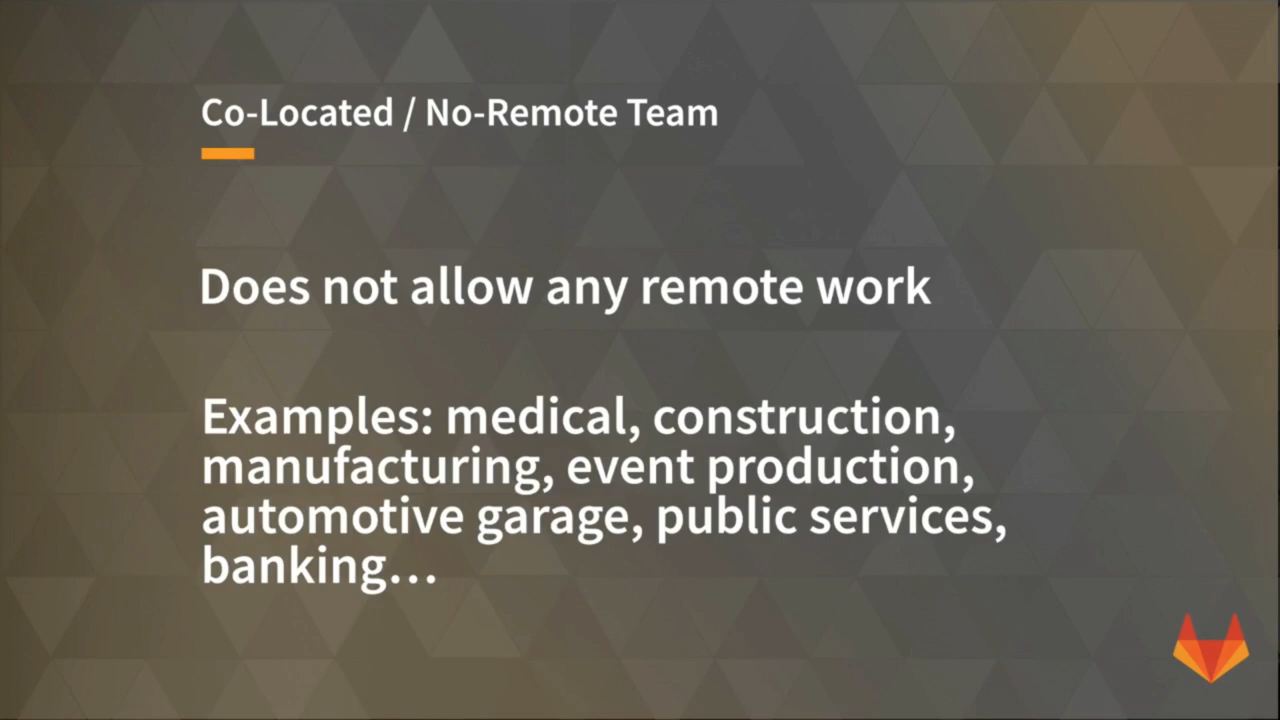 Co-Located / No-Remote Team
Does not allow any remote work
Examples: medical, construction,
manufacturing, event production,
automotive garage, public services,
banking…